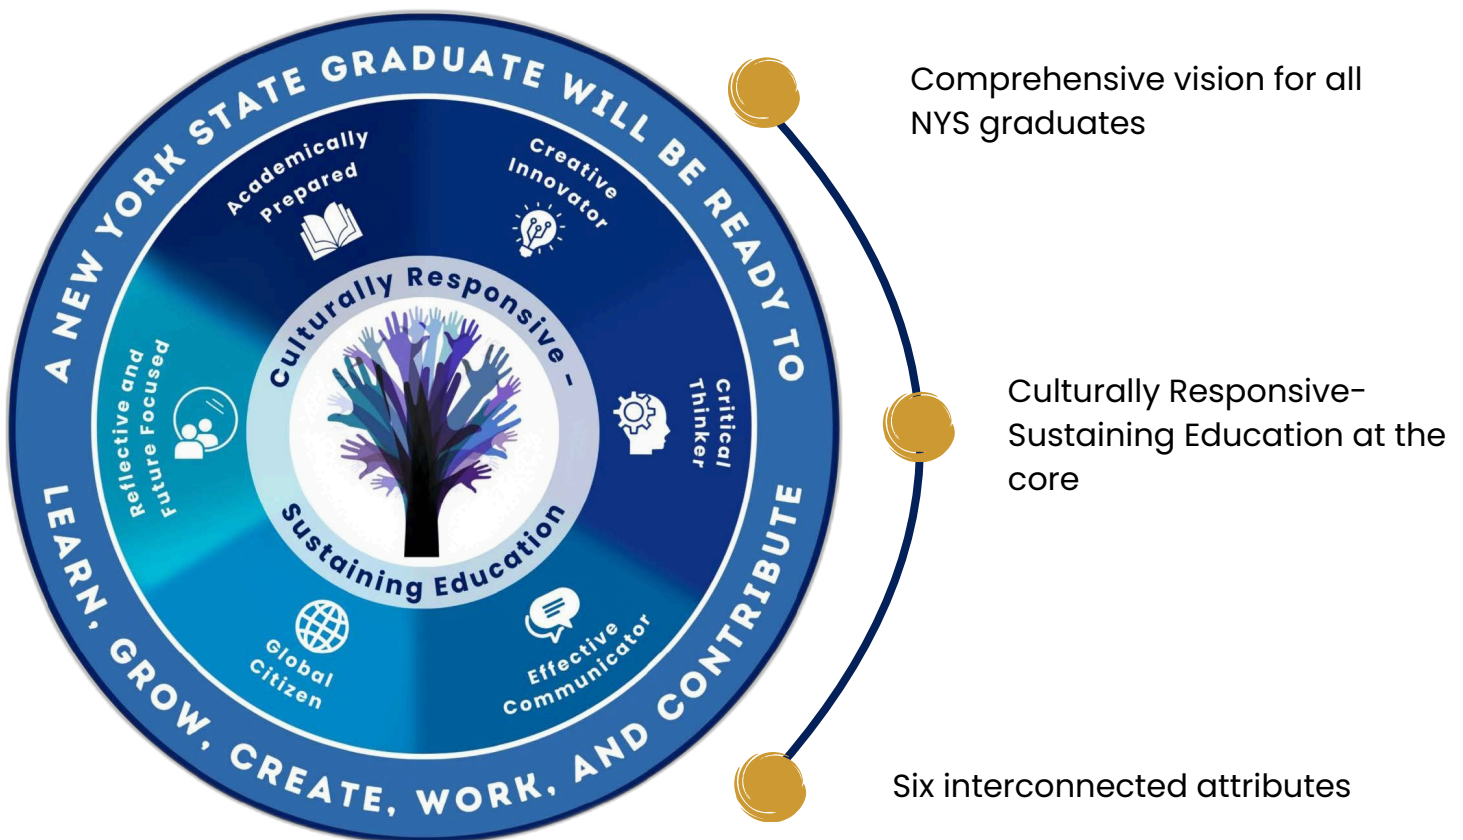 A NEW YORK STATE GRADUATE WILL BE READY TO
LEARN, GROW, CREATE, WORK, AND CONTRIBUTE
Academically
Prepared
Creative
Innovator
Critical
Thinker
Effective
Communicator
Global
Citizen
Reflective and
Future Focused
Culturally Responsive -
Sustaining Education
Comprehensive vision for all
NYS graduates
Culturally Responsive-
Sustaining Education at the
core
Six interconnected attributes